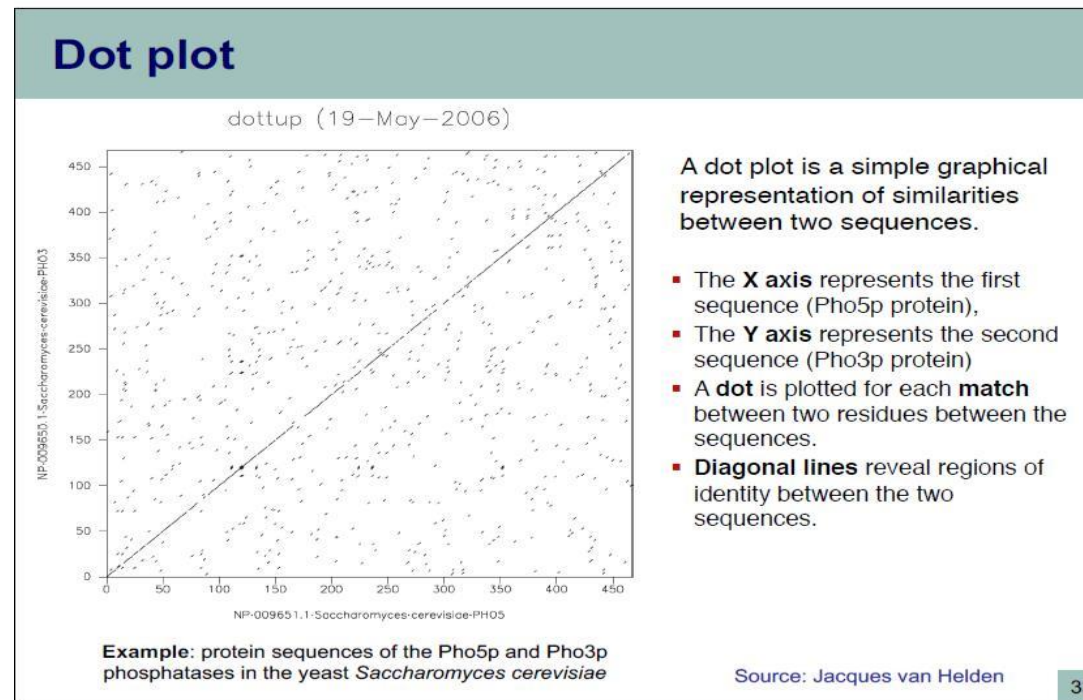 Dot plot
dottup (19-May-2006)
450
400
350
300
250
200
150
100
50
0
NP-009650.1-Saccharomyces-cerevisiae-PHO3
0 50 100 150 200 250 300 350 400 450
NP-009651.1-Saccharomyces-cerevisiae-PHO5
Example: protein sequences of the Pho5p and Pho3p
phosphatases in the yeast Saccharomyces cerevisiae
A dot plot is a simple graphical
representation of similarities
between two sequences.
▪ The X axis represents the first
sequence (Pho5p protein),
▪ The Y axis represents the second
sequence (Pho3p protein)
▪ A dot is plotted for each match
between two residues between the
sequences.
▪ Diagonal lines reveal regions of
identity between the two
sequences.
Source: Jacques van Helden
3